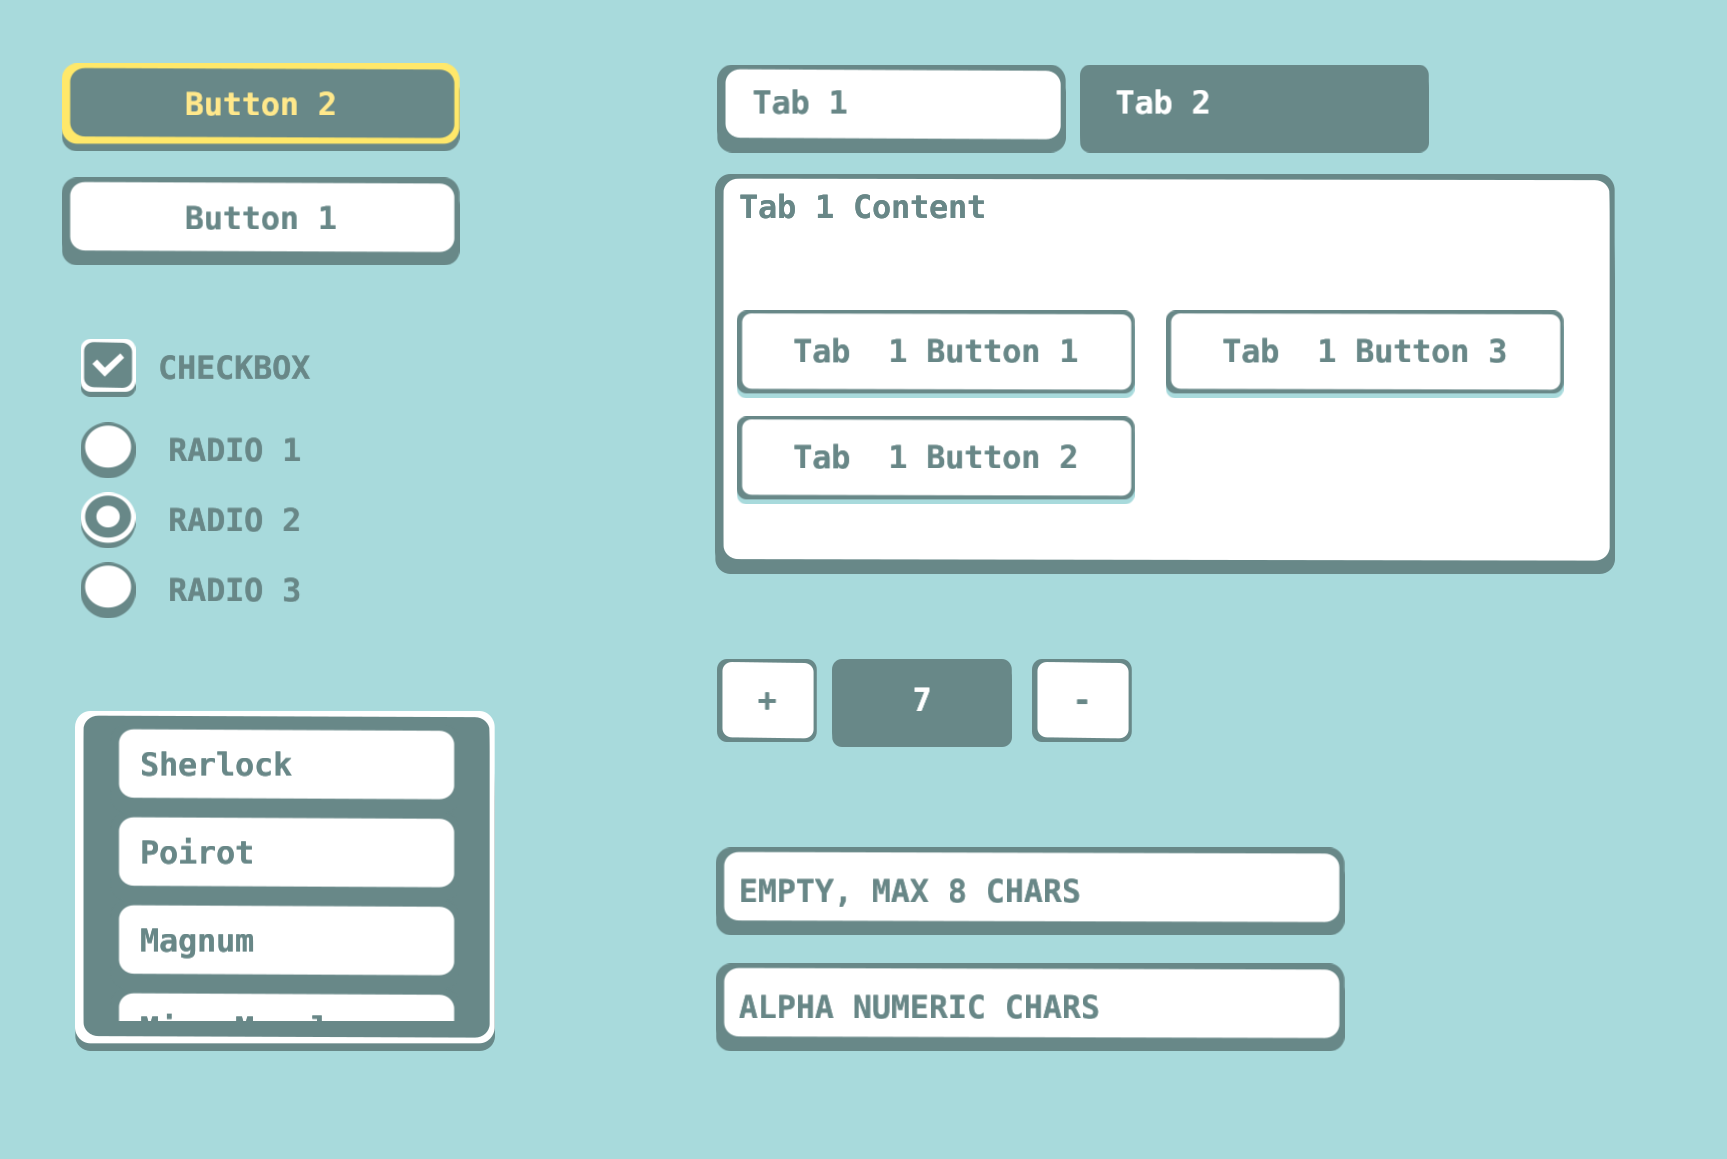 Button 2
Button 1
CHECKBOX
RADIO 1
RADIO 2
RADIO 3
Sherlock
Poirot
Magnum
Tab 1
Tab 2
Tab 1 Content
Tab  1 Button 1
Tab  1 Button 3
Tab  1 Button 2
+
7
-
EMPTY, MAX 8 CHARS
ALPHA NUMERIC CHARS